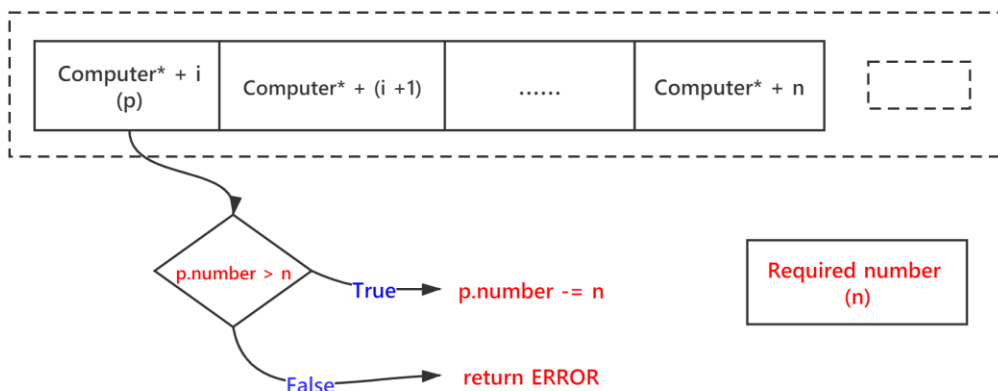 Computer* + i
(p)
Computer* + (i +1)
......
Computer* + n
p.number > n
True
p.number -= n
Required number
(n)
False
return ERROR